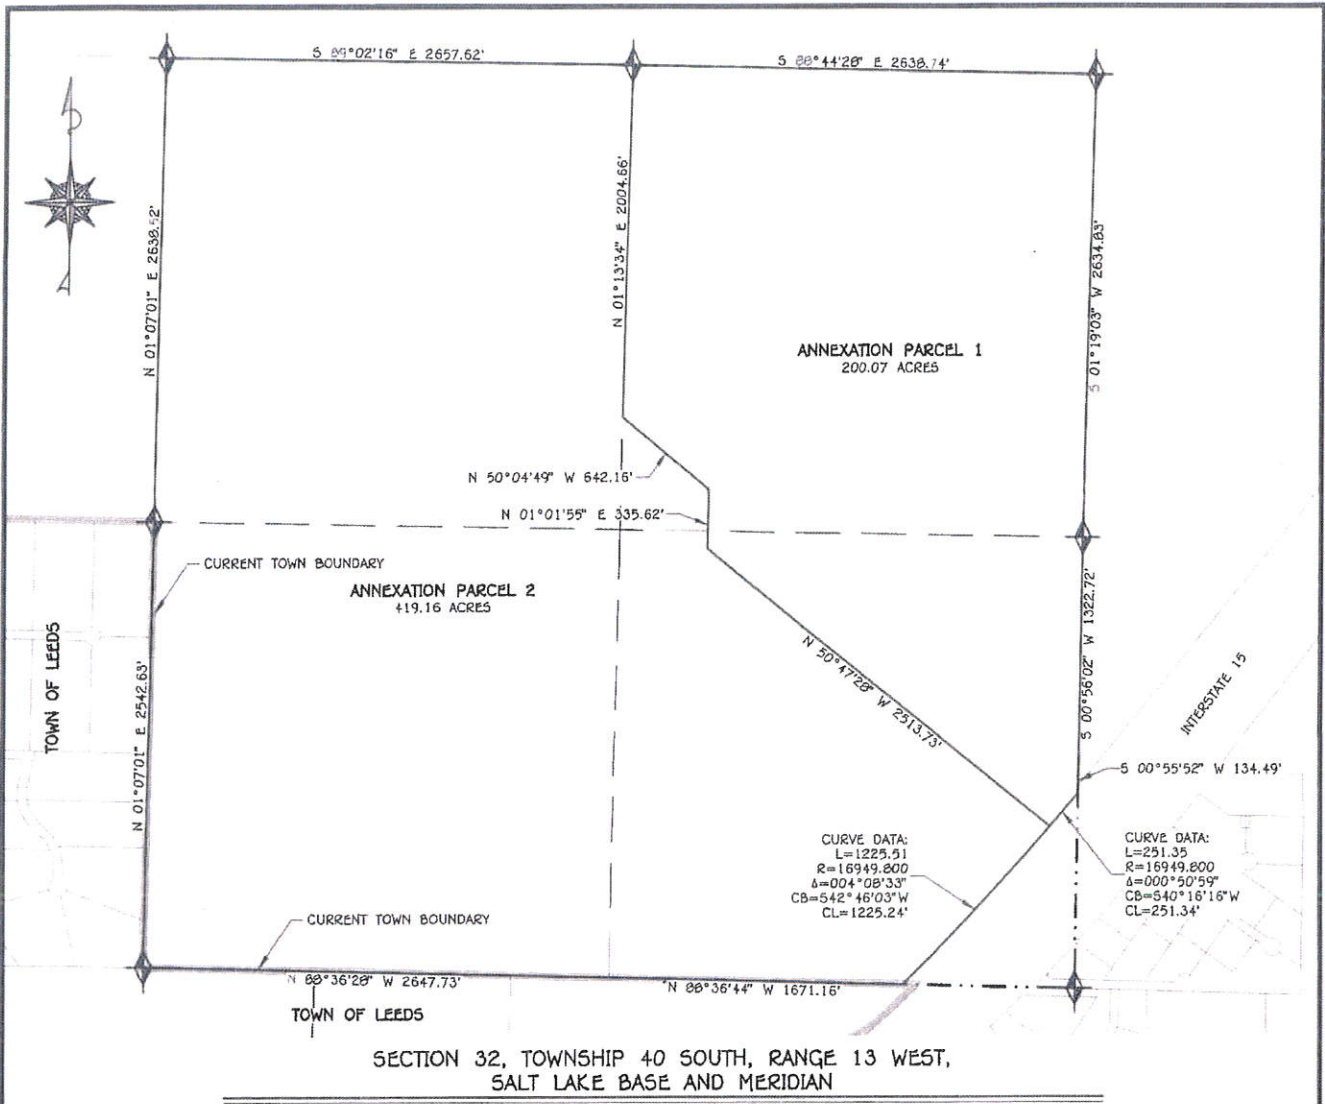 S 89°02'16" E 2657.62'
S 88°44'28" E 2638.74'
N 01°07'01" E 2638.52'
N 01°13'34" E 2004.66'
S 01°19'03" W 2634.83'
ANNEXATION PARCEL 1
200.07 ACRES
N 50°04'49" W 642.16'
N 01°01'55" E 335.62'
CURRENT TOWN BOUNDARY
ANNEXATION PARCEL 2
419.16 ACRES
TOWN OF LEEDS
N 01°07'01" E 2542.63'
N 50°47'28" W 2513.73'
S 00°56'02" W 1322.72'
INTERSTATE 15
S 00°55'52" W 134.49'
CURVE DATA:
L=1225.51
R=16949.800
Δ=004°08'33"
CB=S42°46'03"W
CL=1225.24'
CURVE DATA:
L=251.35
R=16949.800
Δ=000°50'59"
CB=S40°16'16"W
CL=251.34'
CURRENT TOWN BOUNDARY
N 88°36'28" W 2647.73'
N 88°36'44" W 1671.16'
TOWN OF LEEDS
SECTION 32, TOWNSHIP 40 SOUTH, RANGE 13 WEST,
SALT LAKE BASE AND MERIDIAN